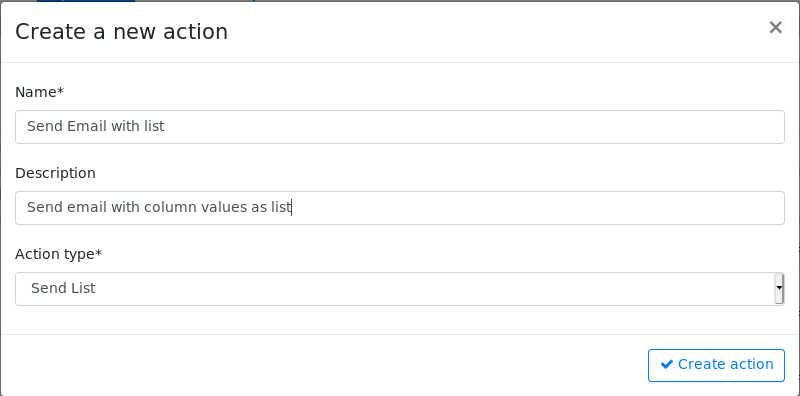 Create a new action
×
Name*
Send Email with list
Description
Send email with column values as list
Action type*
Send List
Create action